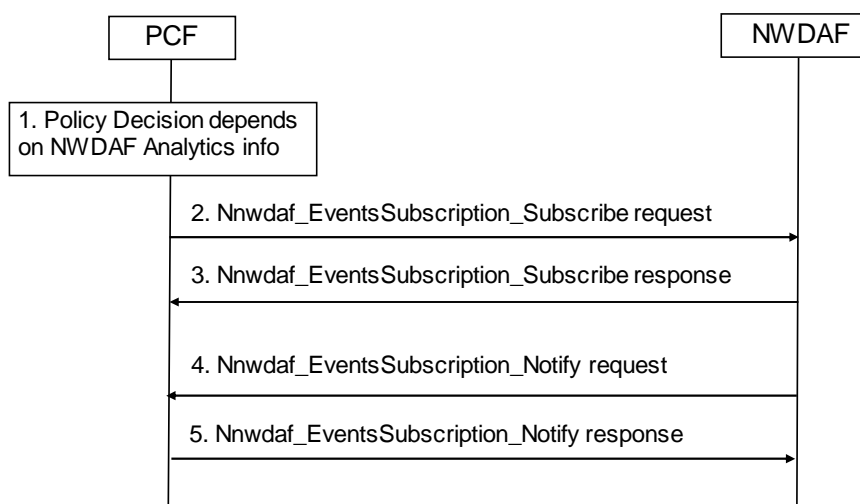 PCF
NWDAF
1. Policy Decision depends
on NWDAF Analytics info
2. Nnwdaf_EventsSubscription_Subscribe request
3. Nnwdaf_EventsSubscription_Subscribe response
4. Nnwdaf_EventsSubscription_Notify request
5. Nnwdaf_EventsSubscription_Notify response